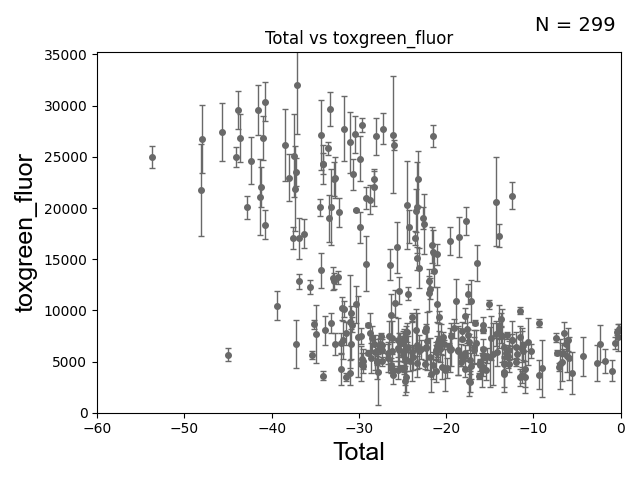 N = 299
Total vs toxgreen_fluor
35000
30000
25000
20000
15000
10000
5000
0
toxgreen_fluor
−60 −50 −40 −30 −20 −10 0
Total